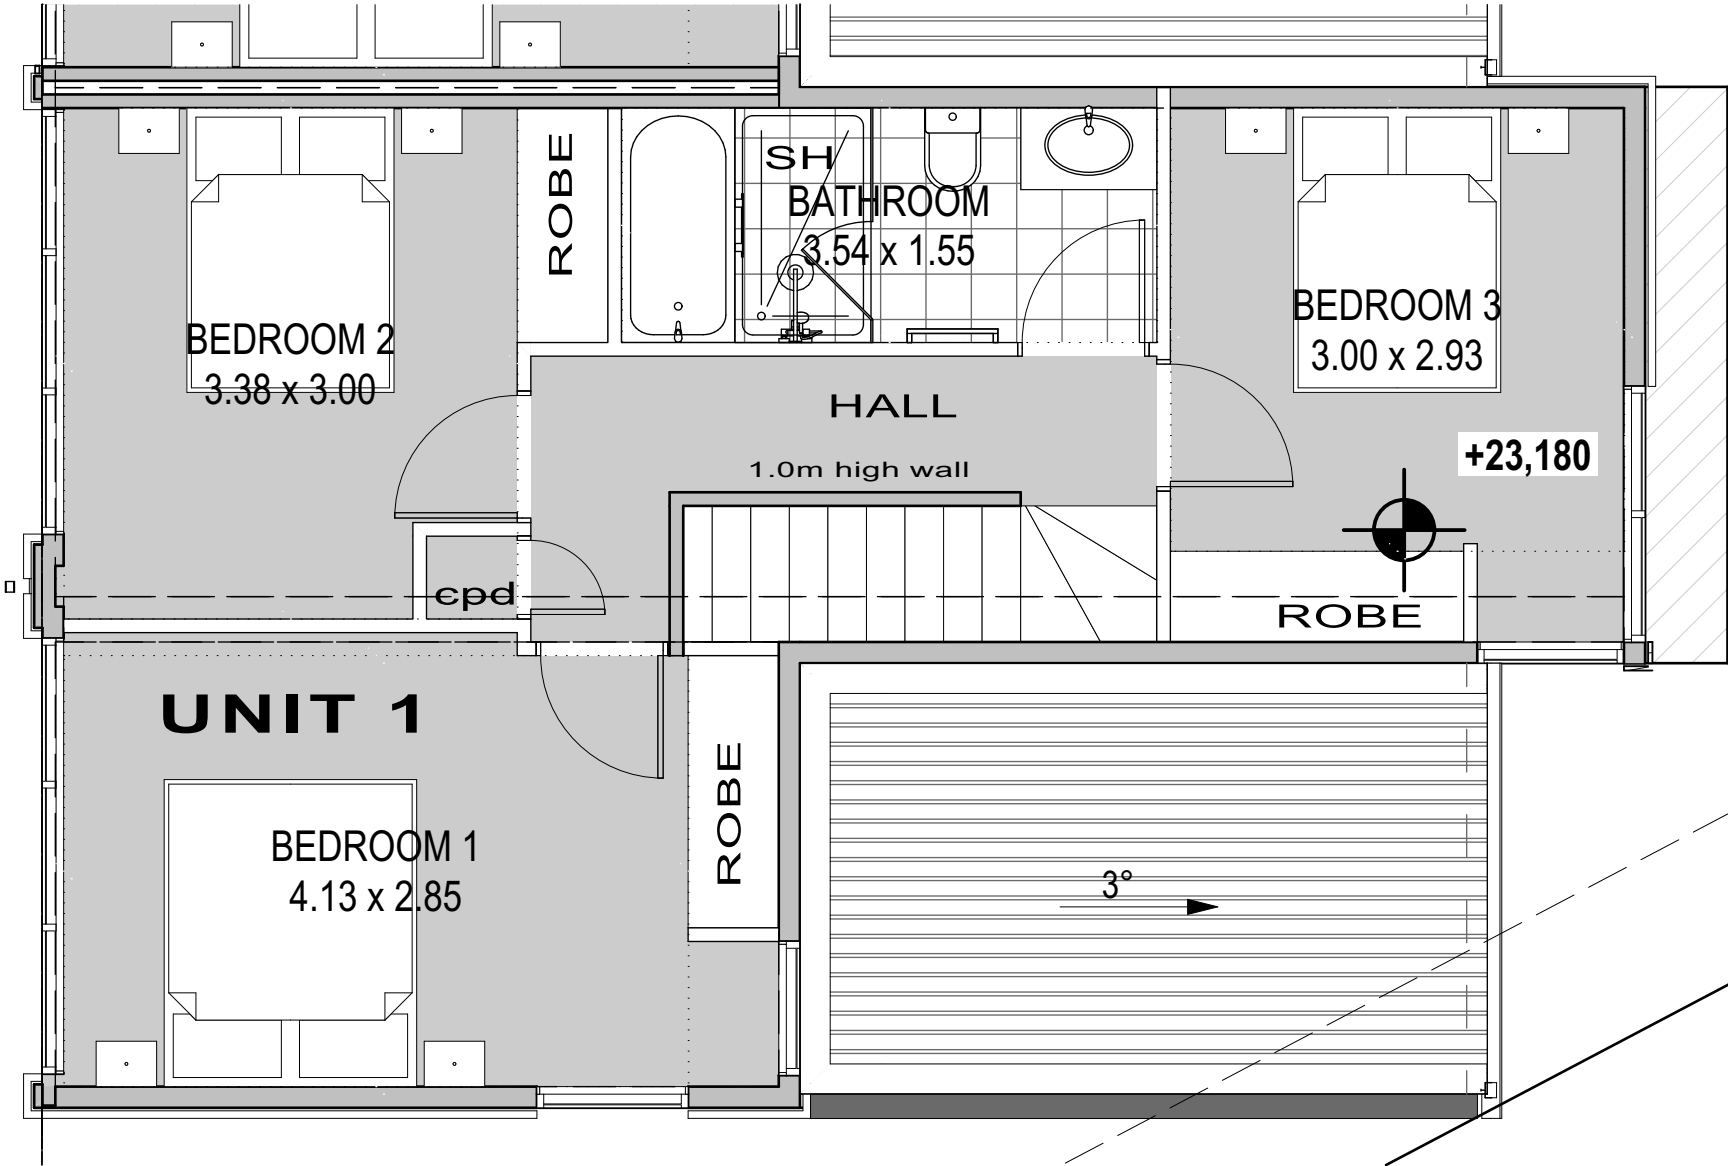 ROBE
SH
BATHROOM
3.54 x 1.55
BEDROOM 2
3.38 x 3.00
BEDROOM 3
3.00 x 2.93
HALL
1.0m high wall
+23,180
cpd
ROBE
UNIT 1
ROBE
BEDROOM 1
4.13 x 2.85
3°